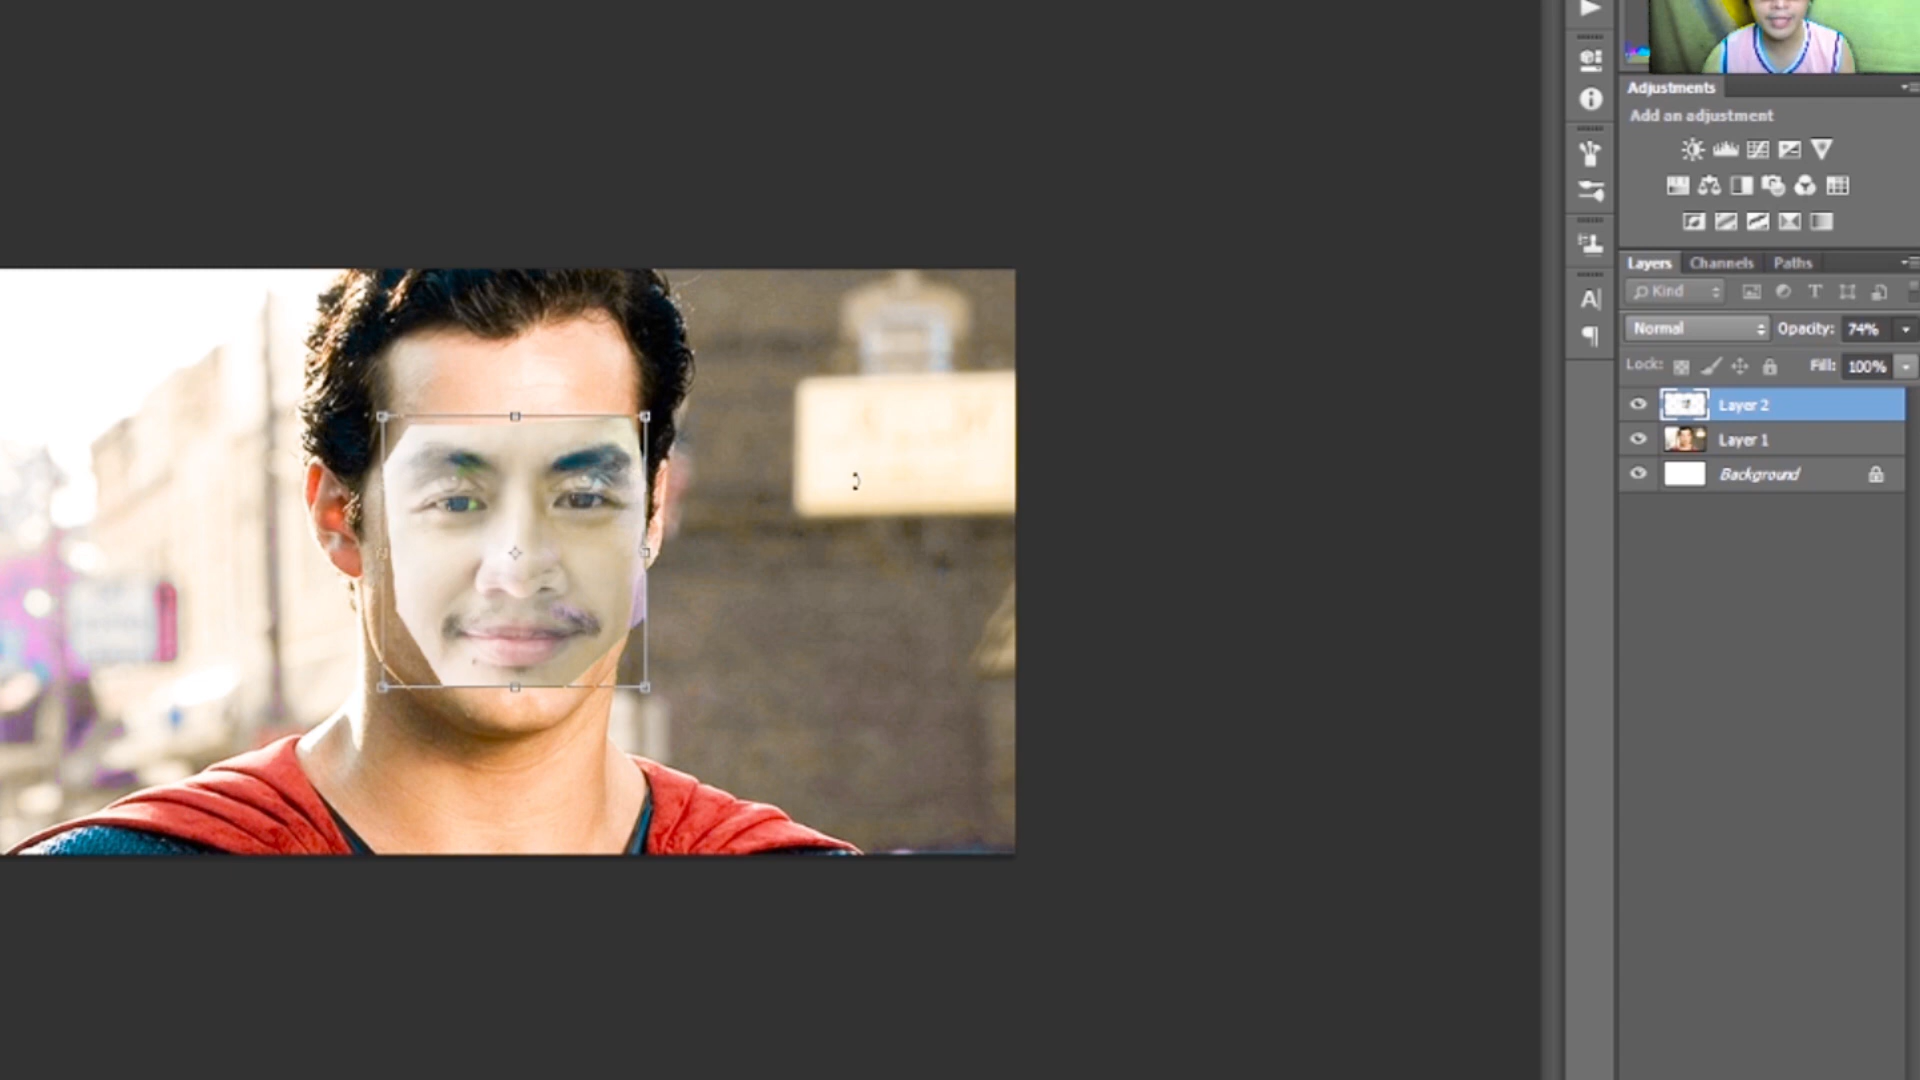 Adjustments
Add an adjustment
Layers Channels Paths
Kind
Normal Opacity: 74%
Lock: Fill: 100%
Layer 2
Layer 1
Background